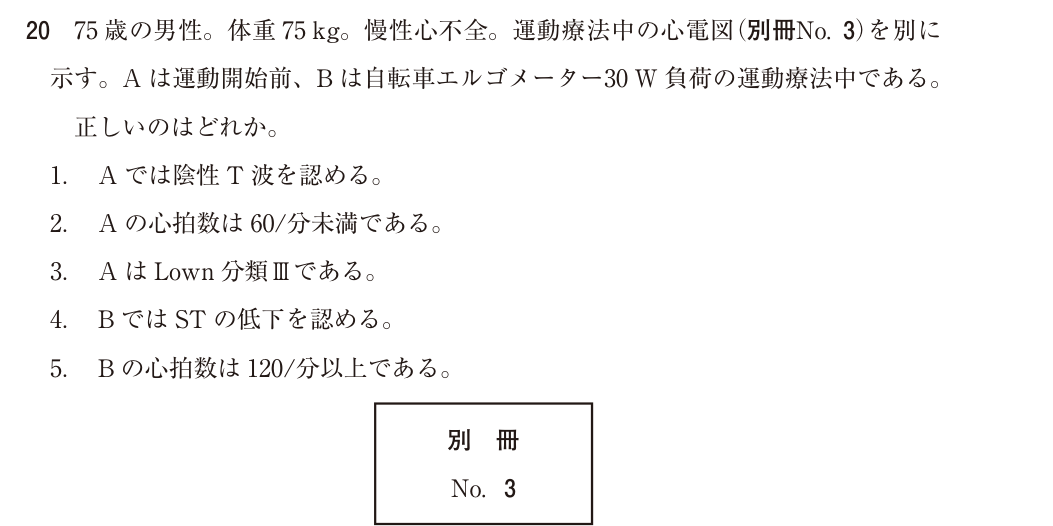 20 75歳の男性。体重75 kg。慢性心不全。運動療法中の心電図(別冊No. 3)を別に
示す。A は運動開始前、B は自転車エルゴメーター30 W 負荷の運動療法中である。
正しいのはどれか。
1. A では陰性 T 波を認める。
2. A の心拍数は 60/分未満である。
3. A は Lown 分類Ⅲである。
4. B では ST の低下を認める。
5. B の心拍数は 120/分以上である。
別 冊
No. 3